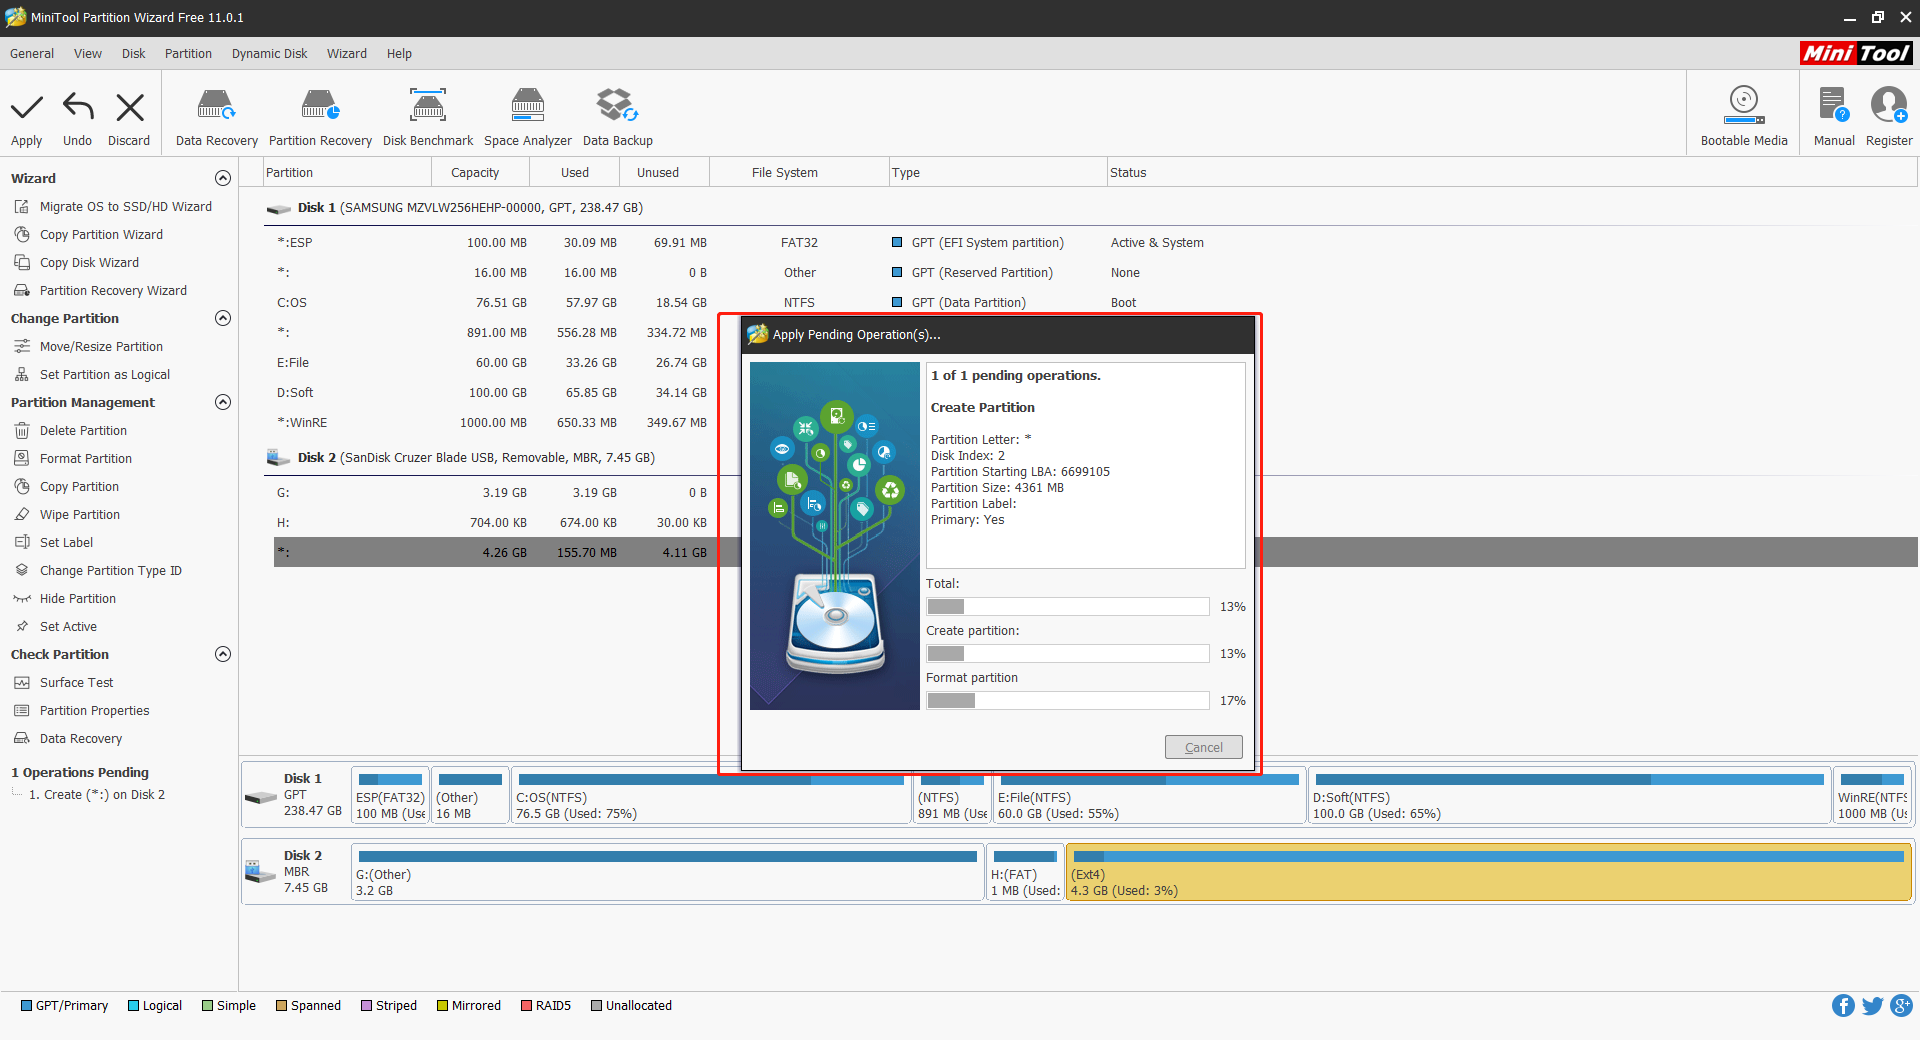 MiniTool Partition Wizard Free 11.0.1
General View Disk Partition Dynamic Disk Wizard Help
Mini Tool
Apply Undo Discard Data Recovery Partition Recovery Disk Benchmark Space Analyzer Data Backup Bootable Media Manual Register
Wizard
Migrate OS to SSD/HD Wizard
Copy Partition Wizard
Copy Disk Wizard
Partition Recovery Wizard
Change Partition
Move/Resize Partition
Set Partition as Logical
Partition Management
Delete Partition
Format Partition
Copy Partition
Wipe Partition
Set Label
Change Partition Type ID
Hide Partition
Set Active
Check Partition
Surface Test
Partition Properties
Data Recovery
1 Operations Pending
1. Create (*:) on Disk 2
Partition Capacity Used Unused File System Type Status
Disk 1 (SAMSUNG MZVLW256HEHP-00000, GPT, 238.47 GB)
*:ESP 100.00 MB 30.09 MB 69.91 MB FAT32 GPT (EFI System partition) Active & System
*: 16.00 MB 16.00 MB 0 B Other GPT (Reserved Partition) None
C:OS 76.51 GB 57.97 GB 18.54 GB NTFS GPT (Data Partition) Boot
*: 891.00 MB 556.28 MB 334.72 MB
E:File 60.00 GB 33.26 GB 26.74 GB
D:Soft 100.00 GB 65.85 GB 34.14 GB
*:WinRE 1000.00 MB 650.33 MB 349.67 MB
Disk 2 (SanDisk Cruzer Blade USB, Removable, MBR, 7.45 GB)
G: 3.19 GB 3.19 GB 0 B
H: 704.00 KB 674.00 KB 30.00 KB
*: 4.26 GB 155.70 MB 4.11 GB
Apply Pending Operation(s)...
1 of 1 pending operations.
Create Partition
Partition Letter: *
Disk Index: 2
Partition Starting LBA: 6699105
Partition Size: 4361 MB
Partition Label:
Primary: Yes
Total:
13%
Create partition:
13%
Format partition
17%
Cancel
Disk 1
GPT
238.47 GB
ESP(FAT32)
100 MB (Use
(Other)
16 MB
C:OS(NTFS)
76.5 GB (Used: 75%)
(NTFS)
891 MB (Use
E:File(NTFS)
60.0 GB (Used: 55%)
D:Soft(NTFS)
100.0 GB (Used: 65%)
WinRE(NTFS
1000 MB (Us
Disk 2
MBR
7.45 GB
G:(Other)
3.2 GB
H:(FAT)
1 MB (Used:
(Ext4)
4.3 GB (Used: 3%)
GPT/Primary Logical Simple Spanned Striped Mirrored RAID5 Unallocated